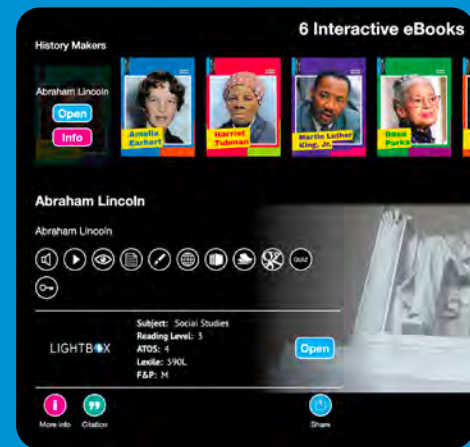 6 Interactive eBooks
History Makers
Abraham Lincoln
Open
Info
Amelia
Earhart
Harriet
Tubman
Martin Luther
King, Jr.
Rosa
Parks
Abraham Lincoln
Abraham Lincoln
QUIZ
LIGHTBOX
Subject: Social Studies
Reading Level: 3
ATOS: 4
Lexile: 590L
F&P: M
Open
More info
Citation
Share